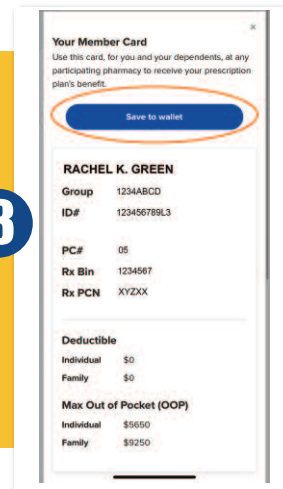 ×
Your Member Card
Use this card, for you and your dependents, at any
participating pharmacy to receive your prescription
plan's benefit.
Save to wallet
3
RACHEL K. GREEN
Group 1234ABCD
ID# 123456789L3
PC# 05
Rx Bin 1234567
Rx PCN XYZXX
Deductible
Individual $0
Family $0
Max Out of Pocket (OOP)
Individual $5650
Family $9250